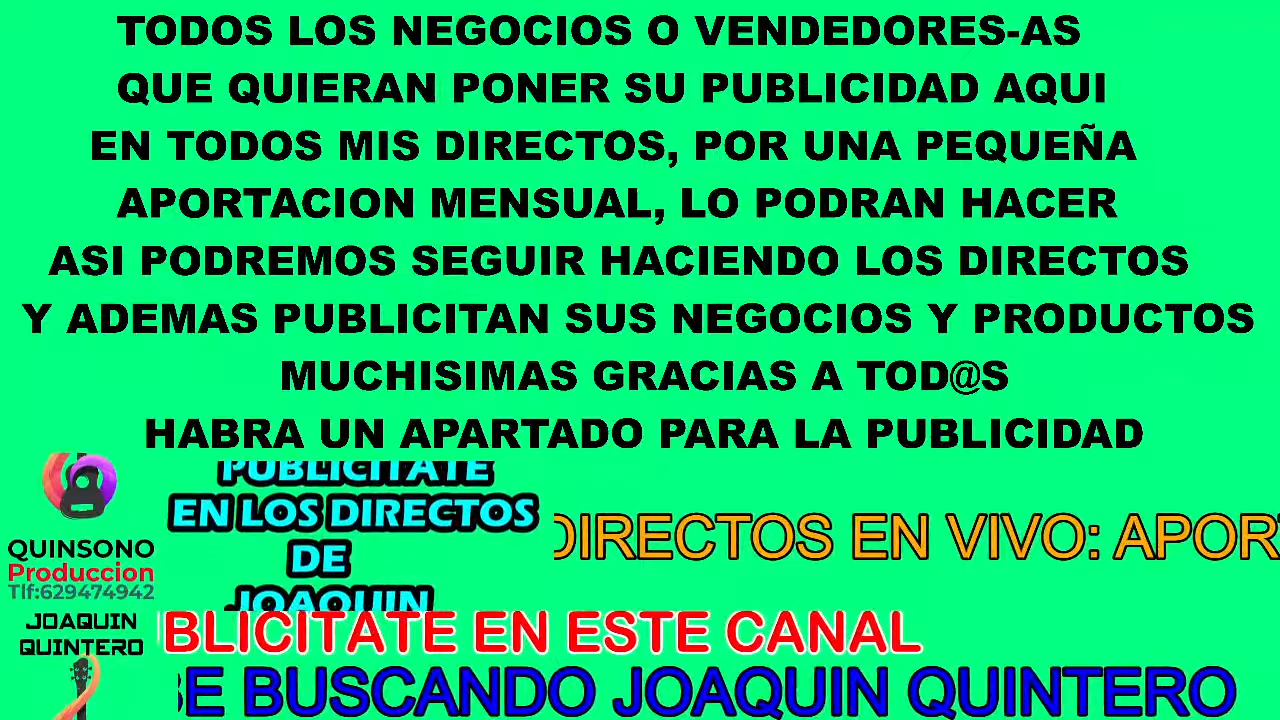 TODOS LOS NEGOCIOS O VENDEDORES-AS
QUE QUIERAN PONER SU PUBLICIDAD AQUI
EN TODOS MIS DIRECTOS, POR UNA PEQUEÑA
APORTACION MENSUAL, LO PODRAN HACER
ASI PODREMOS SEGUIR HACIENDO LOS DIRECTOS
Y ADEMAS PUBLICITAN SUS NEGOCIOS Y PRODUCTOS
MUCHISIMAS GRACIAS A TOD@S
HABRA UN APARTADO PARA LA PUBLICIDAD
PUBLICITATE
EN LOS DIRECTOS
DE
JOAQUIN
DIRECTOS EN VIVO: APOR
QUINSONO
Produccion
Tlf:629474942
JOAQUIN
QUINTERO
BLICITATE EN ESTE CANAL
BE BUSCANDO JOAQUIN QUINTERO